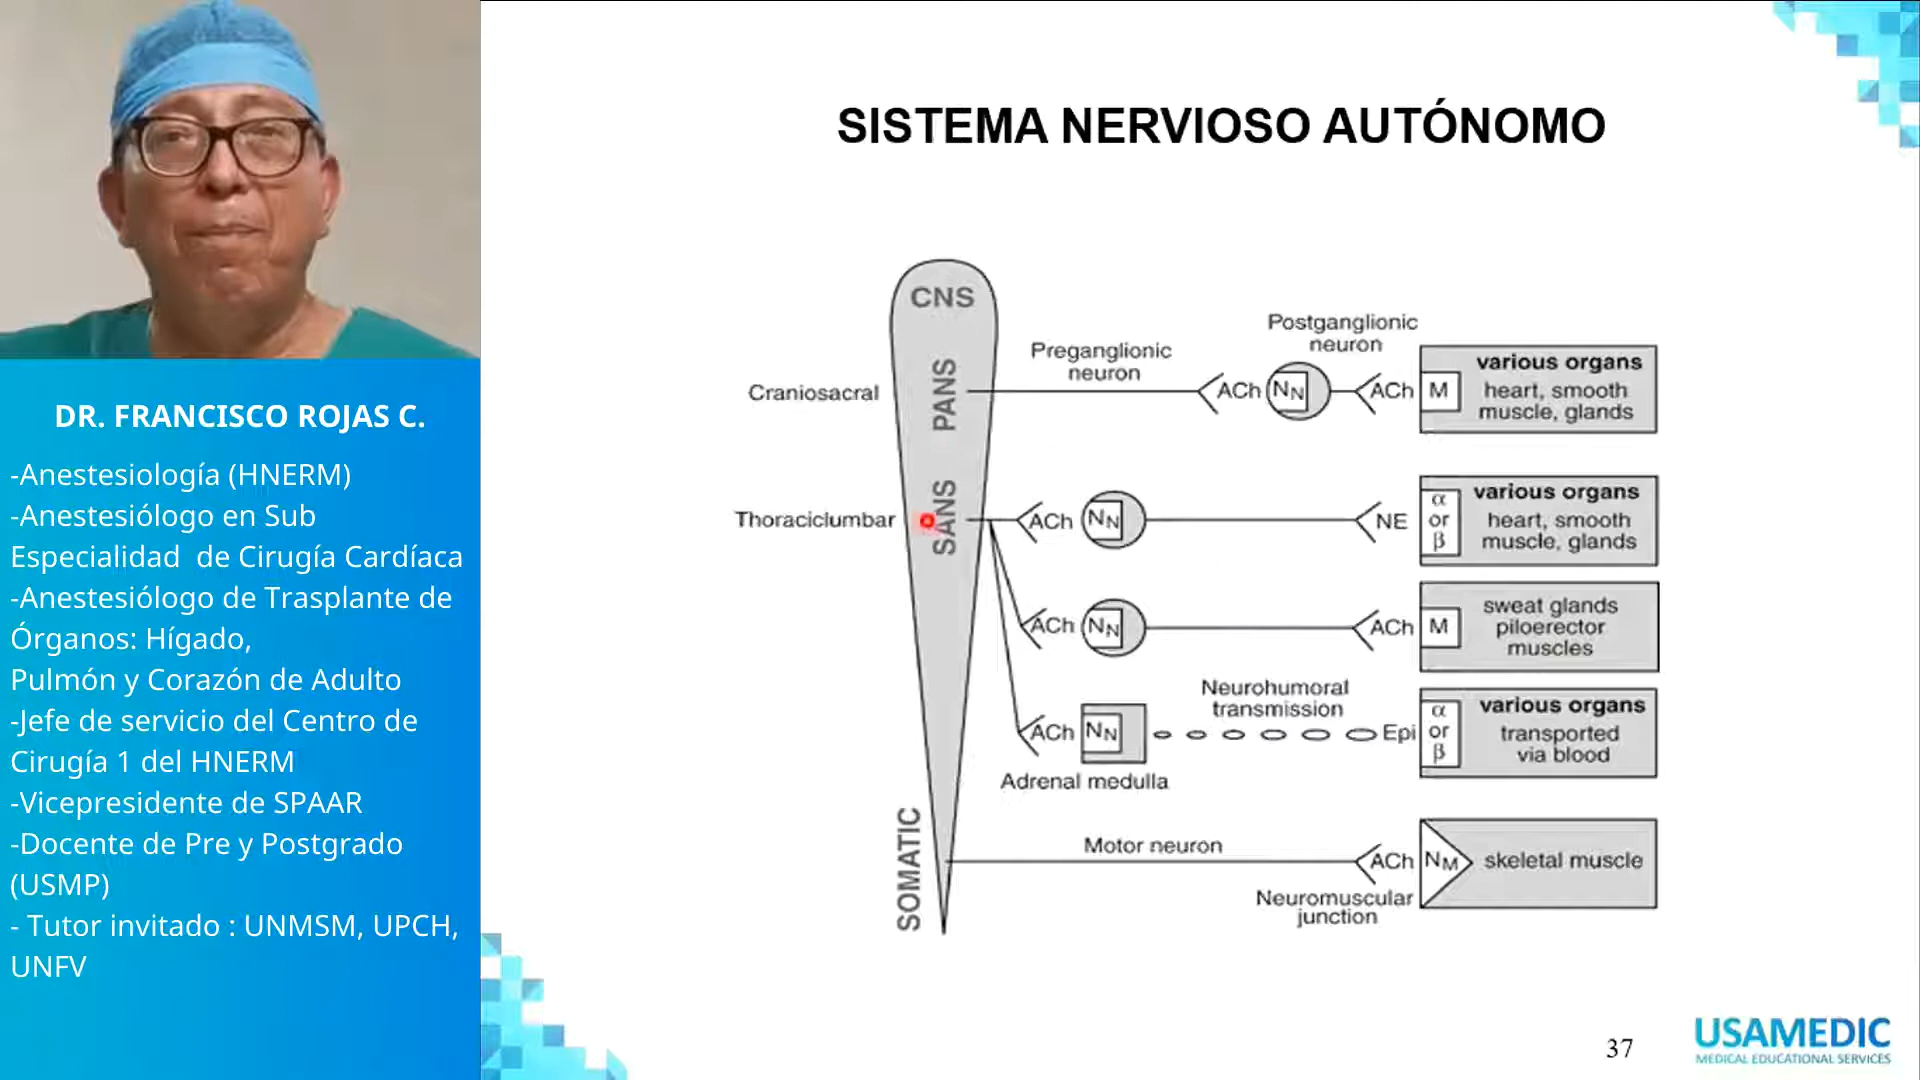 DR. FRANCISCO ROJAS C.
-Anestesiología (HNERM)
-Anestesiólogo en Sub
Especialidad de Cirugía Cardíaca
-Anestesiólogo de Trasplante de
Órganos: Hígado,
Pulmón y Corazón de Adulto
-Jefe de servicio del Centro de
Cirugía 1 del HNERM
-Vicepresidente de SPAAR
-Docente de Pre y Postgrado
(USMP)
- Tutor invitado : UNMSM, UPCH,
UNFV
SISTEMA NERVIOSO AUTÓNOMO
CNS
PANS
SANS
SOMATIC
Craniosacral
Preganglionic
neuron
ACh
NN
Postganglionic
neuron
ACh
M
various organs
heart, smooth
muscle, glands
Thoraciclumbar
ACh
NN
NE
α
or
β
various organs
heart, smooth
muscle, glands
ACh
NN
ACh
M
sweat glands
piloerector
muscles
ACh
NN
Adrenal medulla
Neurohumoral
transmission
Epi
α
or
β
various organs
transported
via blood
Motor neuron
ACh
NM
skeletal muscle
Neuromuscular
junction
37
USAMEDIC
MEDICAL EDUCATIONAL SERVICES